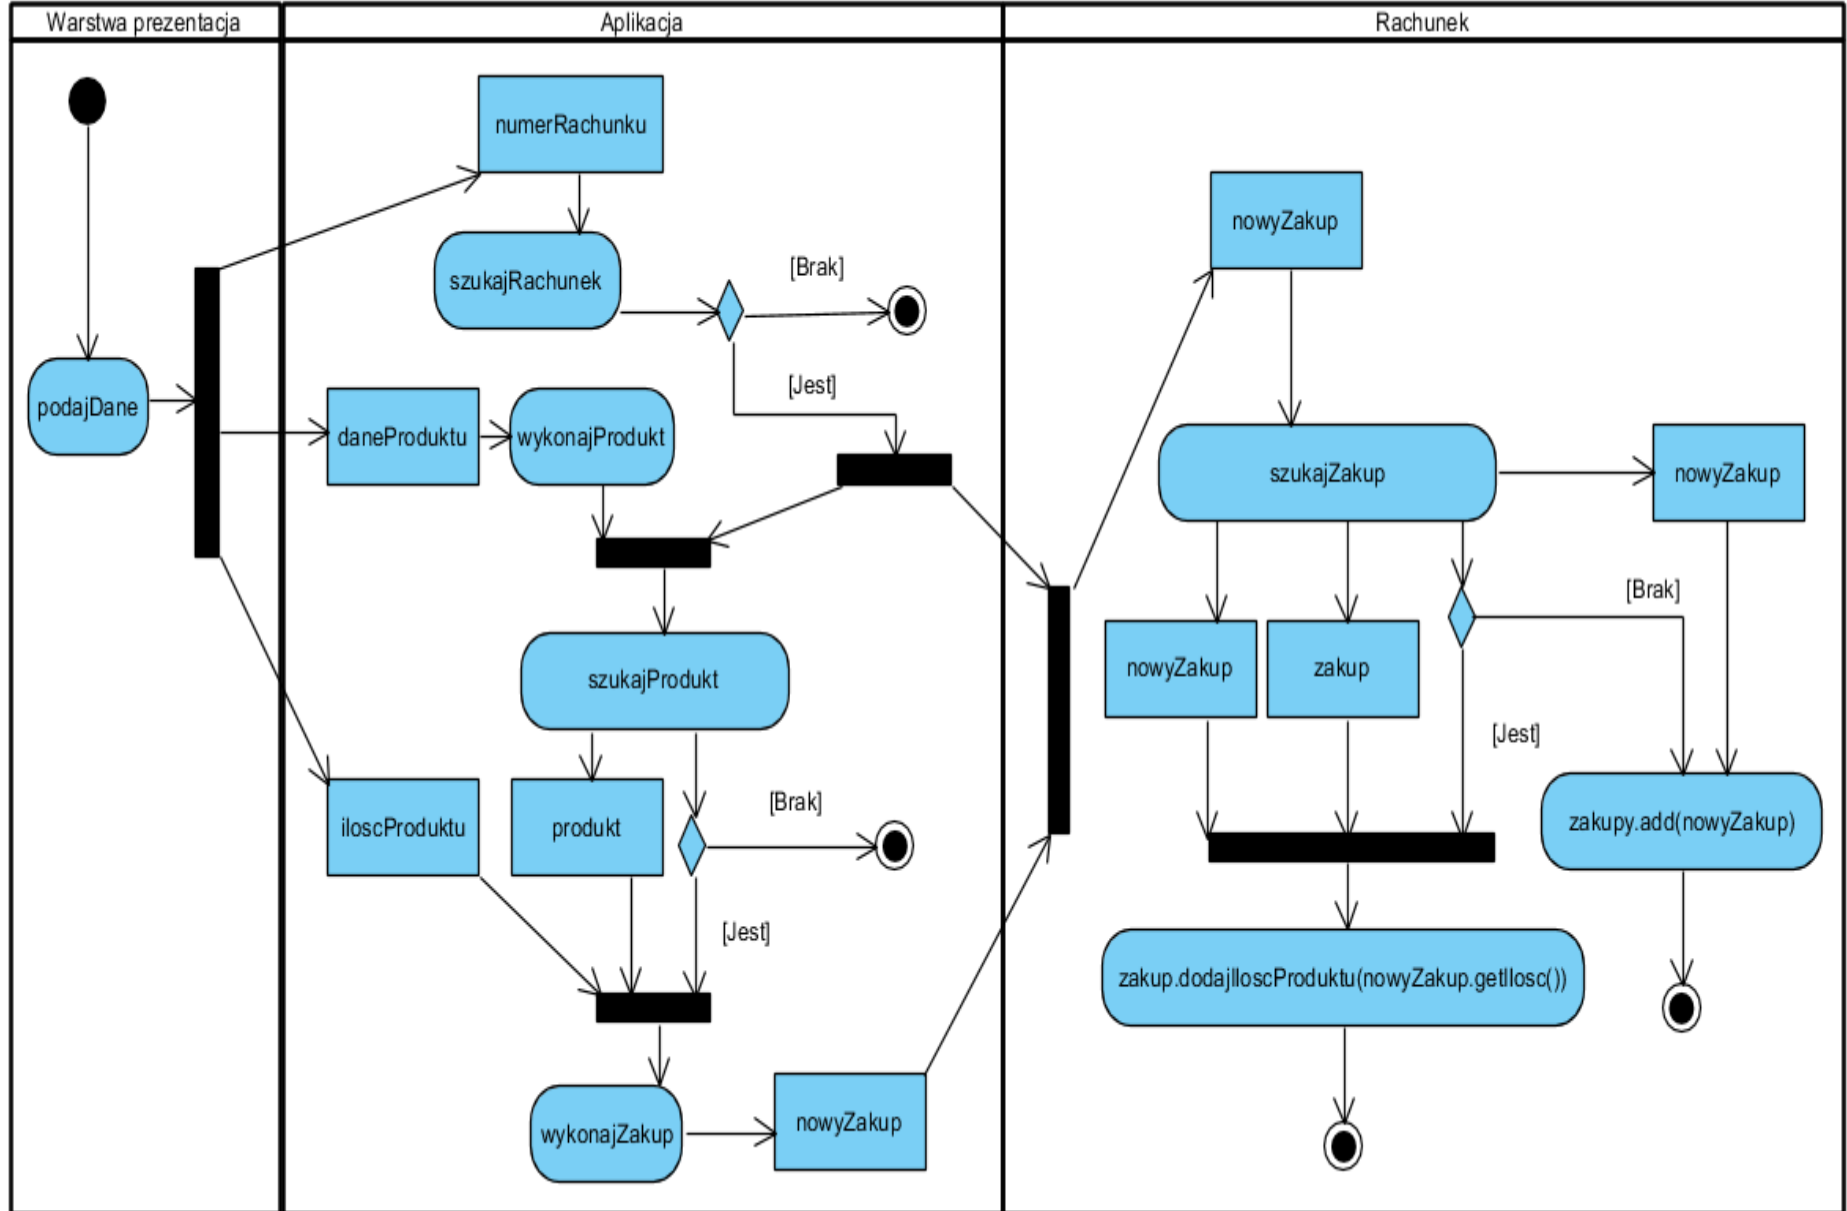 Warstwa prezentacja
Aplikacja
Rachunek
numerRachunku
szukajRachunek
[Brak]
[Jest]
podajDane
daneProduktu
wykonajProdukt
szukajProdukt
iloscProduktu
produkt
[Brak]
[Jest]
wykonajZakup
nowyZakup
nowyZakup
szukajZakup
nowyZakup
nowyZakup
zakup
[Brak]
[Jest]
zakupy.add(nowyZakup)
zakup.dodajIloscProduktu(nowyZakup.getIlosc())